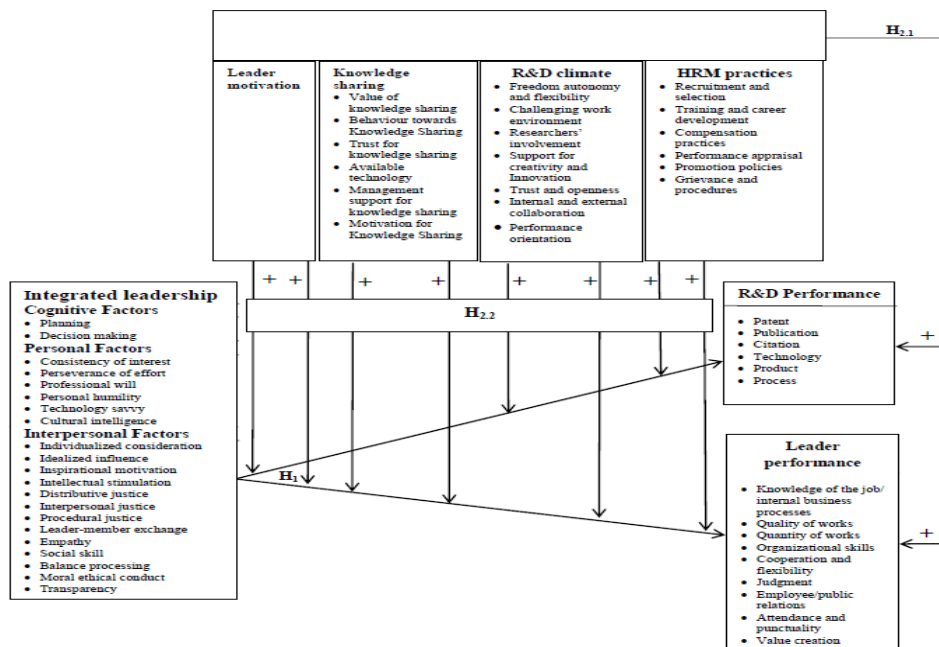 H2.1
Leader
motivation
Knowledge
sharing
• Value of
knowledge sharing
• Behaviour towards
Knowledge Sharing
• Trust for
knowledge sharing
• Available
technology
• Management
support for
knowledge sharing
• Motivation for
Knowledge Sharing
R&D climate
• Freedom autonomy
and flexibility
• Challenging work
environment
• Researchers'
involvement
• Support for
creativity and
Innovation
• Trust and openness
• Internal and external
collaboration
• Performance
orientation
HRM practices
• Recruitment and
selection
• Training and career
development
• Compensation
practices
• Performance appraisal
• Promotion policies
• Grievance and
procedures
+ + + + + + + +
H2.2
Integrated leadership
Cognitive Factors
• Planning
• Decision making
Personal Factors
• Consistency of interest
• Perseverance of effort
• Professional will
• Personal humility
• Technology savvy
• Cultural intelligence
Interpersonal Factors
• Individualized consideration
• Idealized influence
• Inspirational motivation
• Intellectual stimulation
• Distributive justice
• Interpersonal justice
• Procedural justice
• Leader-member exchange
• Empathy
• Social skill
• Balance processing
• Moral ethical conduct
• Transparency
H1
R&D Performance
• Patent
• Publication
• Citation
• Technology
• Product
• Process
+
Leader
performance
• Knowledge of the job/
internal business
processes
• Quality of works
• Quantity of works
• Organizational skills
• Cooperation and
flexibility
• Judgment
• Employee/public
relations
• Attendance and
punctuality
• Value creation
+